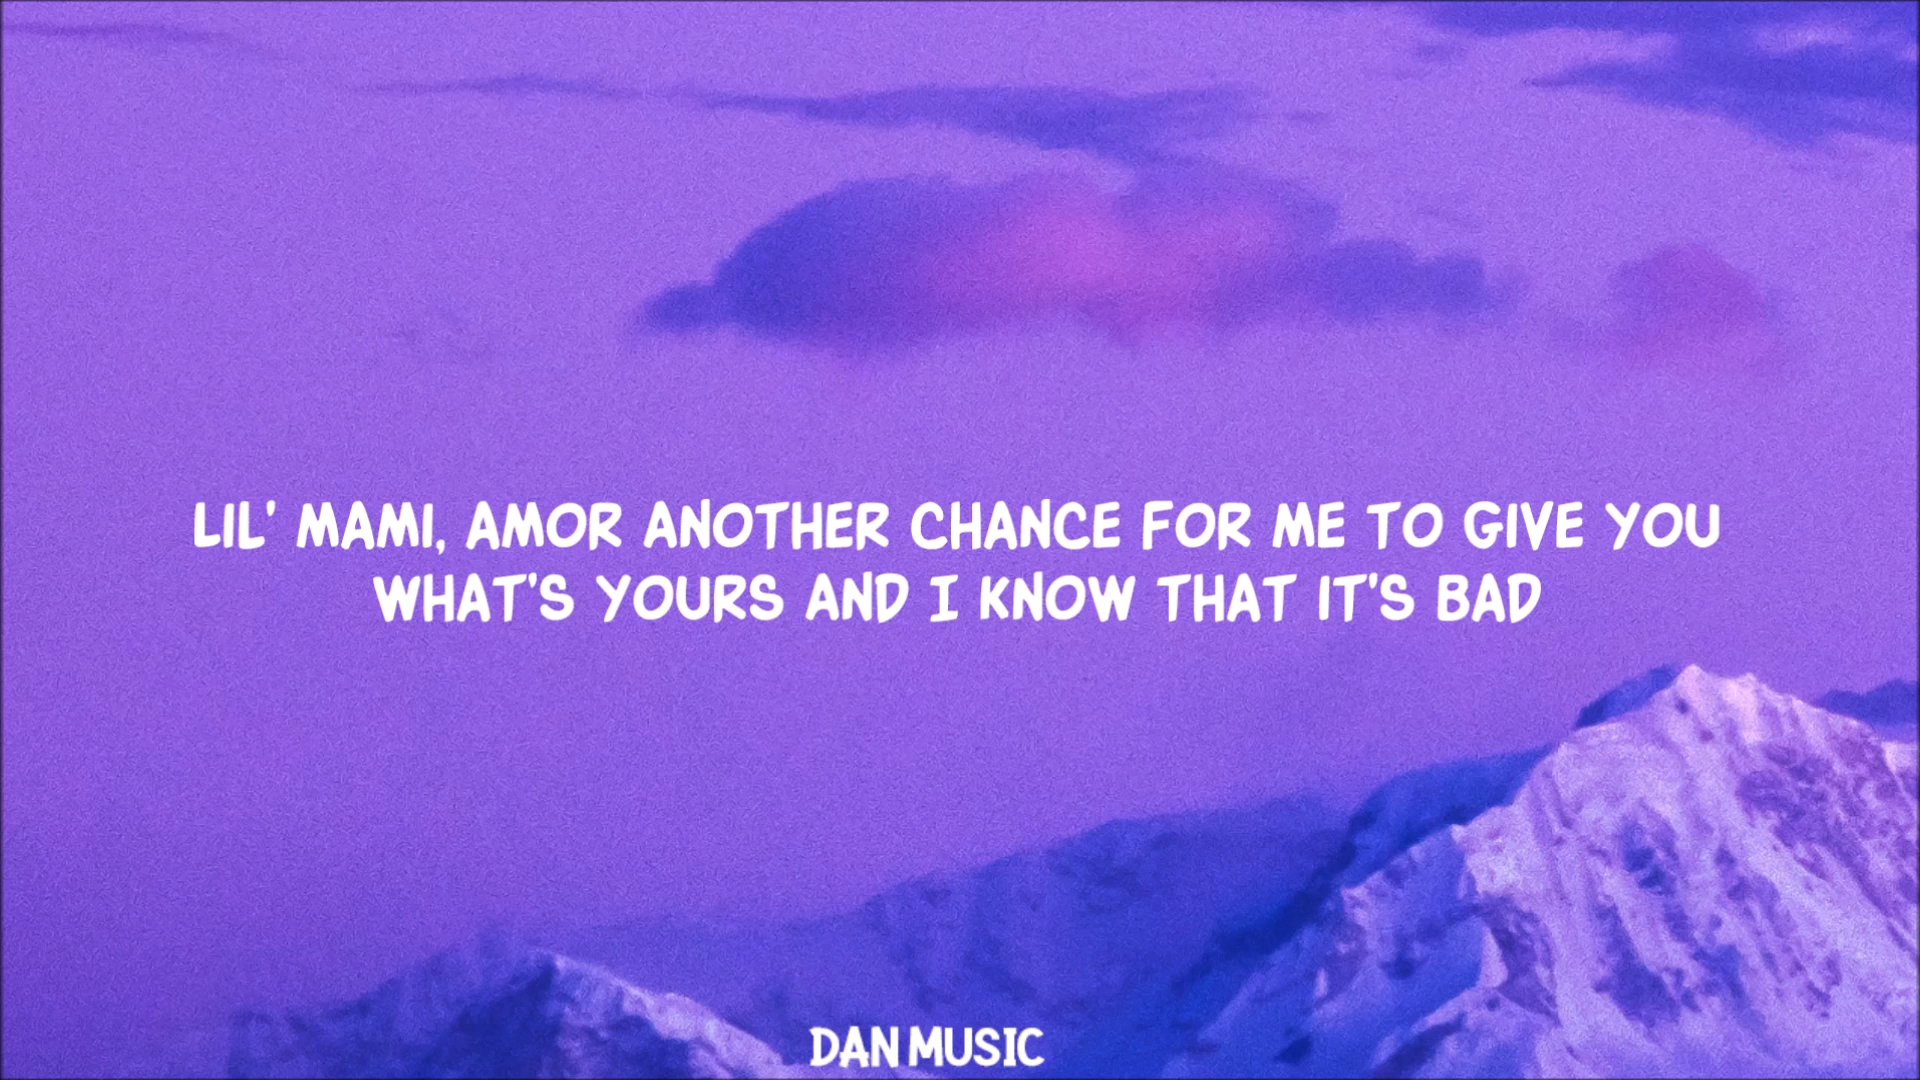 LIL' MAMI, AMOR ANOTHER CHANCE FOR ME TO GIVE YOU
WHAT'S YOURS AND I KNOW THAT IT'S BAD
DAN MUSIC